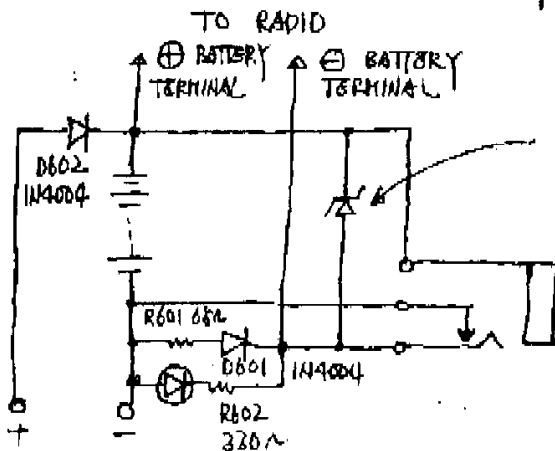 TO RADIO
⊕ BATTERY
TERMINAL
⊖ BATTERY
TERMINAL
D602
1N4004
R601 68Ω
D601
1N4004
R602
330Ω
+
-